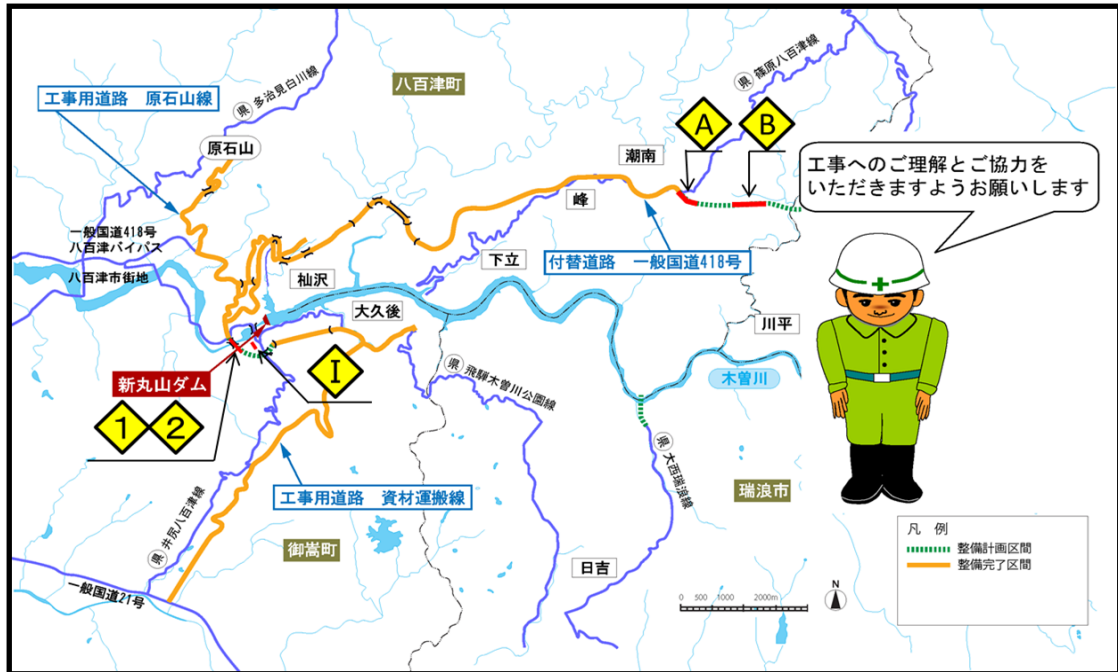 工事用道路　原石山線
県 多治見白川線
八百津町
県 篠原八百津線
原石山
A
B
潮南
工事へのご理解とご協力を
いただきますようお願いします
峰
一般国道418号
八百津バイパス
八百津市街地
杣沢
下立
付替道路　一般国道418号
大久後
川平
新丸山ダム
I
県 飛騨木曽川公園線
木曽川
1
2
県 大西瑞浪線
工事用道路　資材運搬線
瑞浪市
県 井尻八百津線
御嵩町
凡　例
整備計画区間
整備完了区間
日吉
一般国道21号
0 500 1000 2000m
N